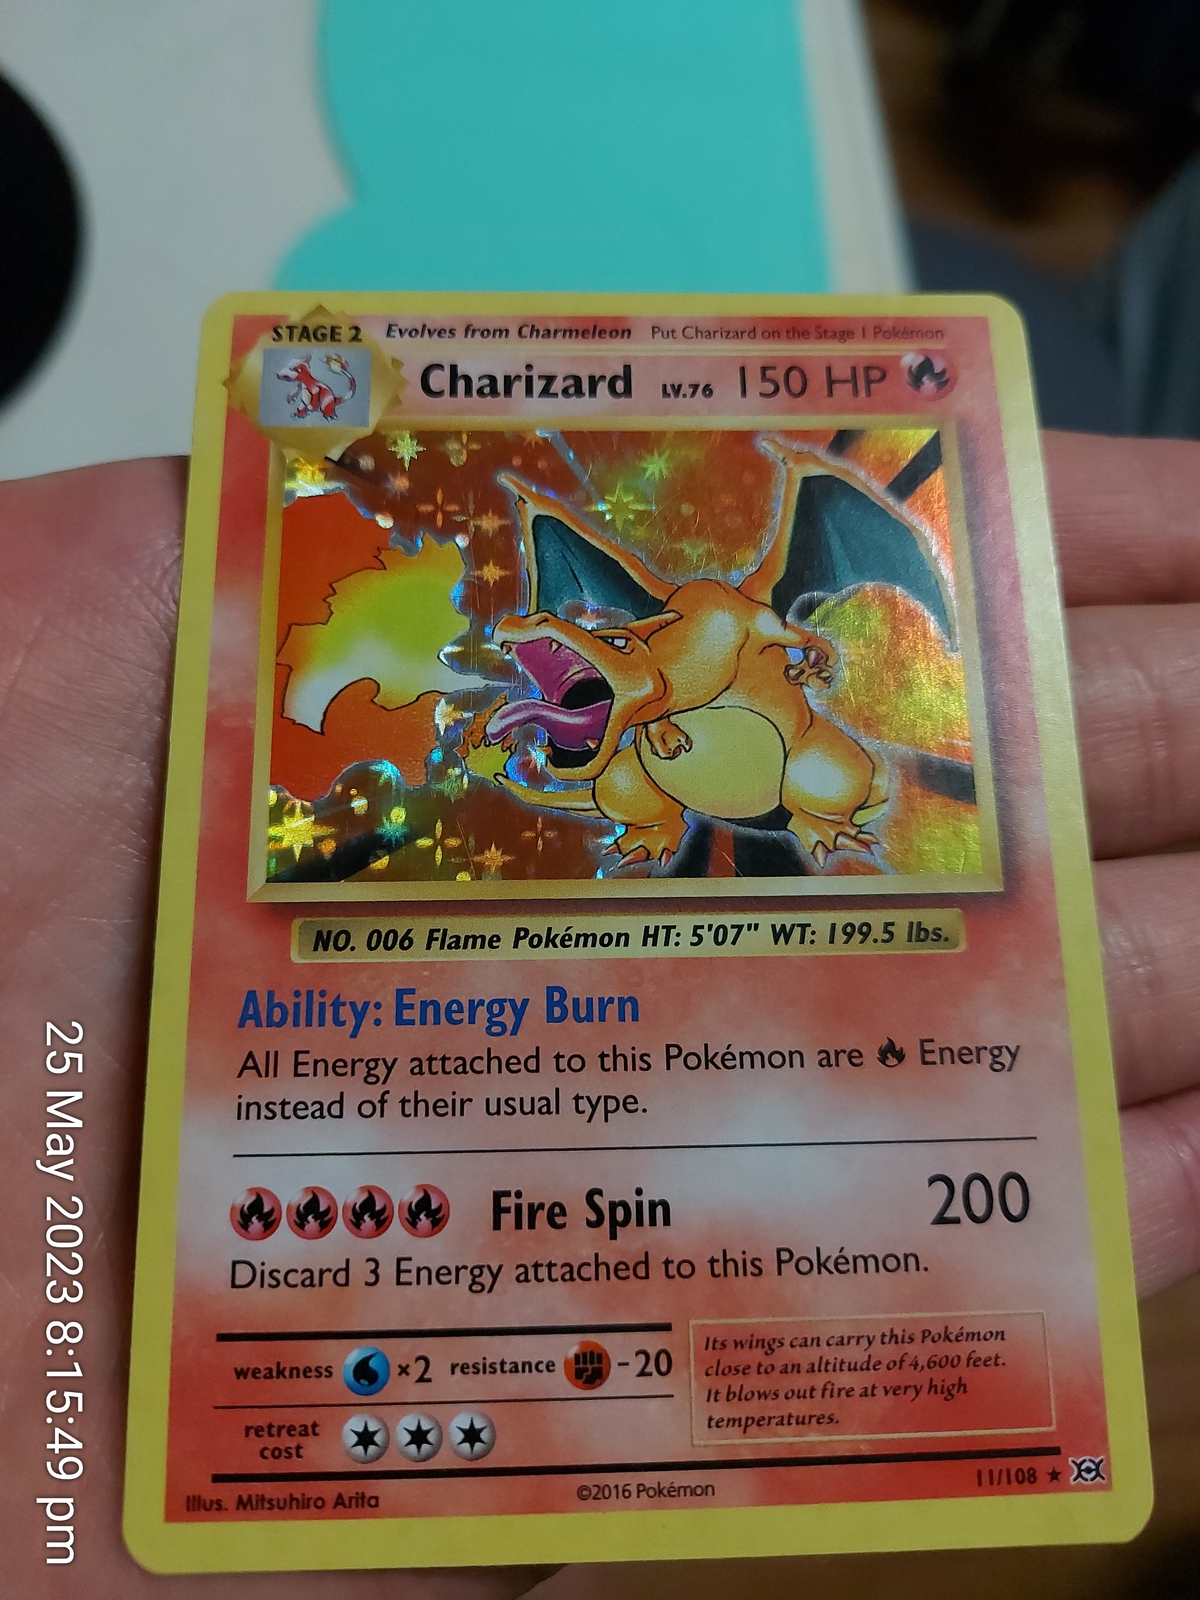 STAGE 2 Evolves from Charmeleon Put Charizard on the Stage 1 Pokémon
Charizard LV.76 150 HP
NO. 006 Flame Pokémon HT: 5'07" WT: 199.5 lbs.
Ability: Energy Burn
All Energy attached to this Pokémon are Energy
instead of their usual type.
Fire Spin 200
Discard 3 Energy attached to this Pokémon.
weakness ×2 resistance -20
retreat
cost
Its wings can carry this Pokémon
close to an altitude of 4,600 feet.
It blows out fire at very high
temperatures.
11/108
Illus. Mitsuhiro Arita
©2016 Pokémon
25 May 2023 8:15:49 pm